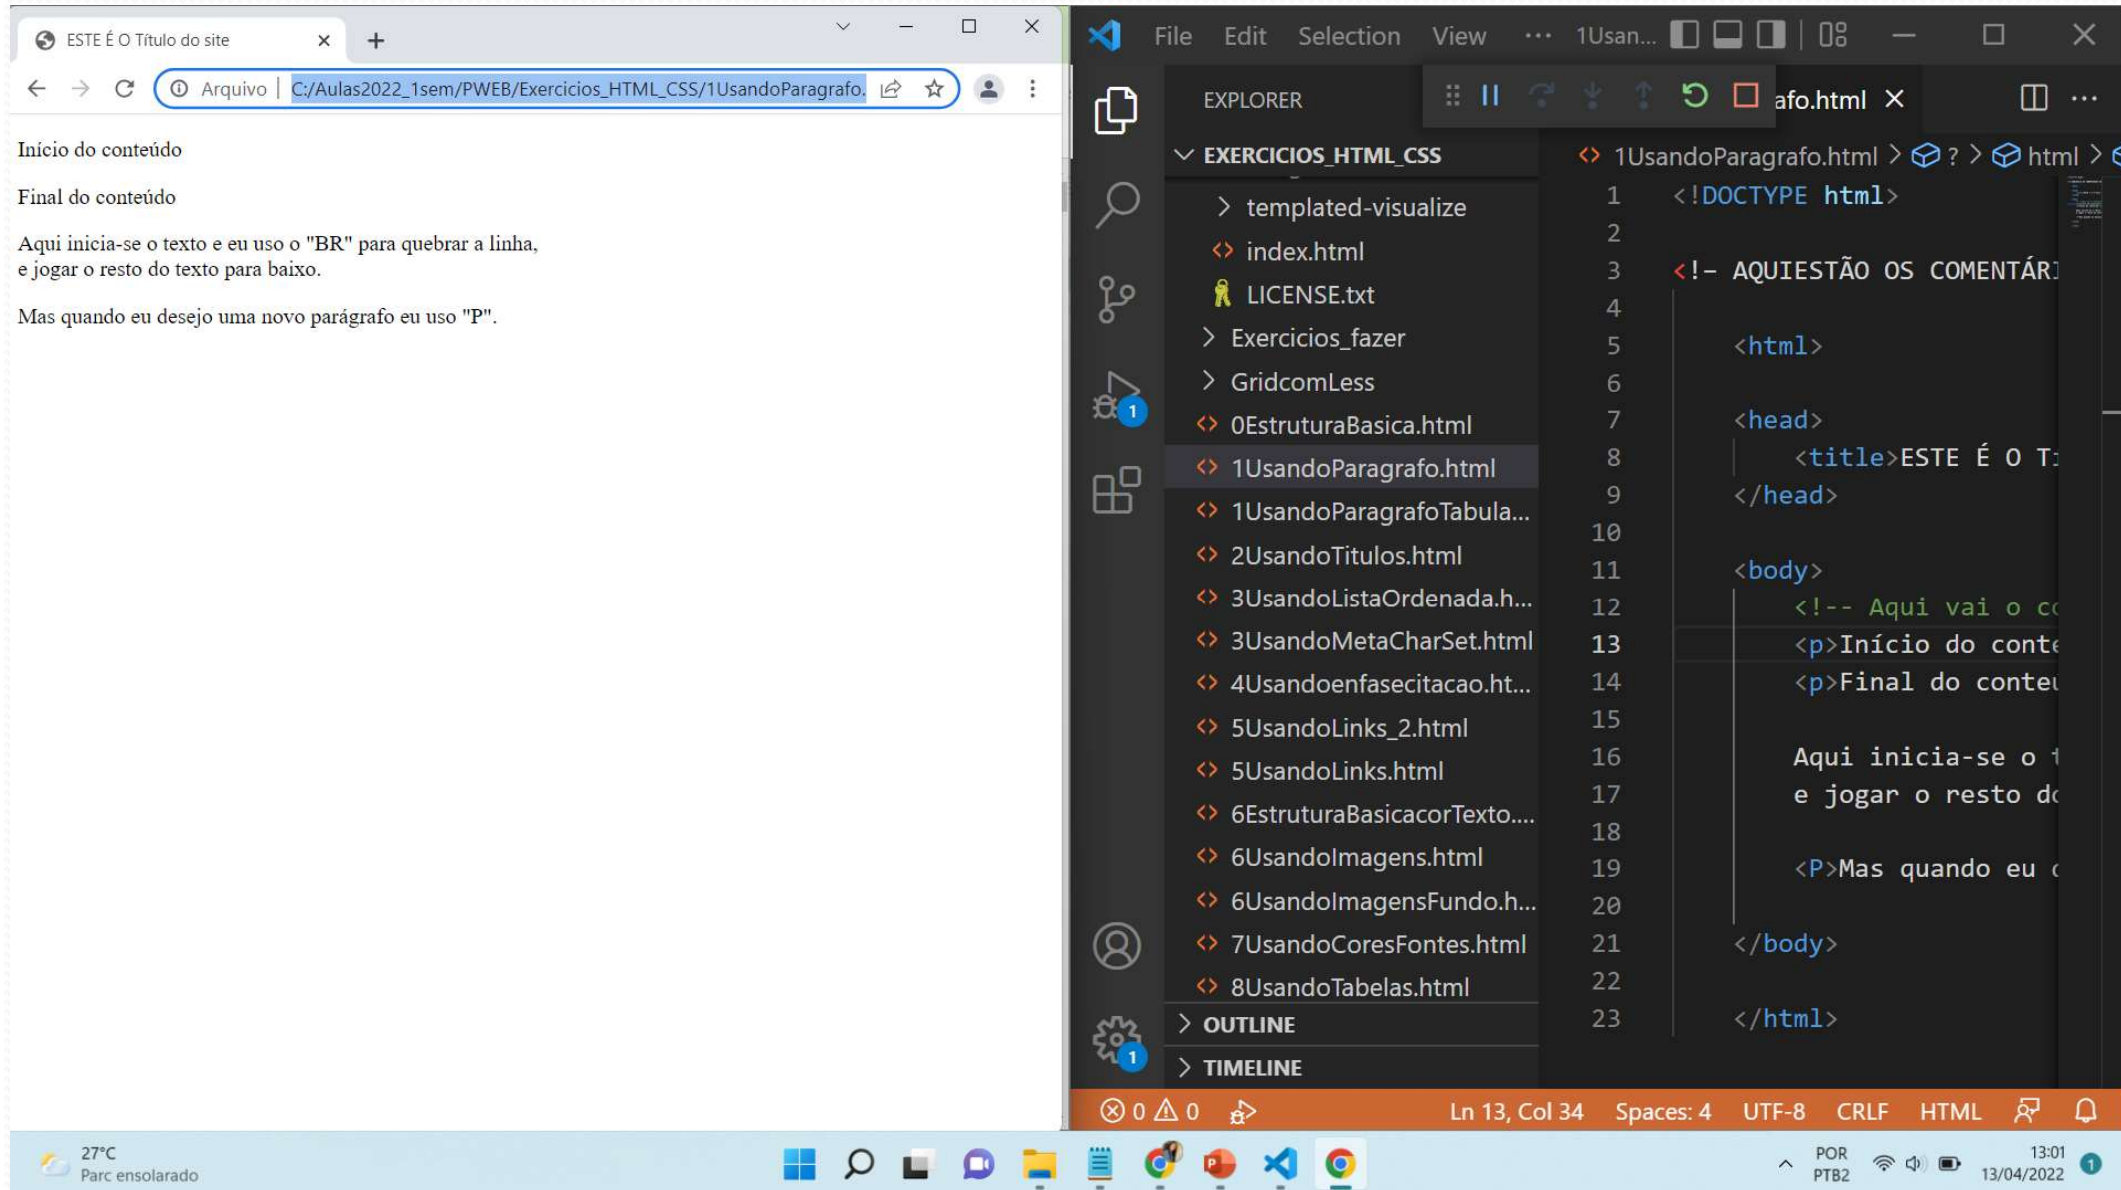 ESTE É O Título do site
Arquivo | C:/Aulas2022_1sem/PWEB/Exercicios_HTML_CSS/1UsandoParagrafo.
Início do conteúdo
Final do conteúdo
Aqui inicia-se o texto e eu uso o "BR" para quebrar a linha,
e jogar o resto do texto para baixo.
Mas quando eu desejo uma novo parágrafo eu uso "P".
File Edit Selection View ··· 1Usan...
EXPLORER
afo.html
EXERCICIOS_HTML_CSS
templated-visualize
index.html
LICENSE.txt
Exercicios_fazer
GridcomLess
0EstruturaBasica.html
1UsandoParagrafo.html
1UsandoParagrafoTabula...
2UsandoTitulos.html
3UsandoListaOrdenada.h...
3UsandoMetaCharSet.html
4Usandoenfasecitacao.ht...
5UsandoLinks_2.html
5UsandoLinks.html
6EstruturaBasicacorTexto....
6UsandoImagens.html
6UsandoImagensFundo.h...
7UsandoCoresFontes.html
8UsandoTabelas.html
OUTLINE
TIMELINE
1
1
1UsandoParagrafo.html > ? > html >
1 <!DOCTYPE html>
2
3 <!– AQUIESTÃO OS COMENTÁRI
4
5 <html>
6
7 <head>
8 <title>ESTE É O Tí
9 </head>
10
11 <body>
12 <!-- Aqui vai o co
13 <p>Início do conte
14 <p>Final do conteú
15
16 Aqui inicia-se o t
17 e jogar o resto do
18
19 <P>Mas quando eu d
20
21 </body>
22
23 </html>
0 0 Ln 13, Col 34 Spaces: 4 UTF-8 CRLF HTML
27°C
Parc ensolarado
POR
PTB2
13:01
13/04/2022
1